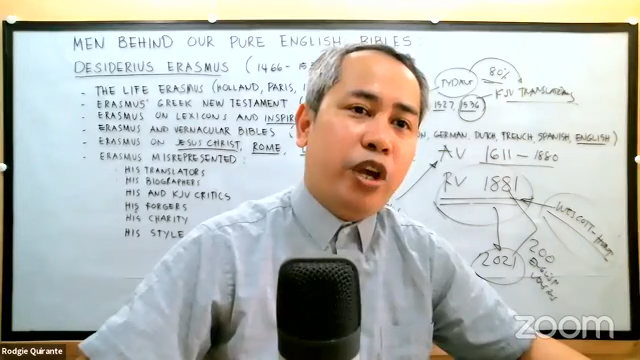 MEN BEHIND OUR PURE ENGLISH BIBLES
DESIDERIUS ERASMUS (1466-
- THE LIFE ERASMUS (HOLLAND, PARIS,
- ERASMUS' GREEK NEW TESTAMENT
- ERASMUS ON LEXICONS AND INSPIR
- ERASMUS AND VERNACULAR BIBLES (
GERMAN, DUTCH, FRENCH, SPANISH, ENGLISH)
- ERASMUS ON JESUS CHRIST, ROME,
- ERASMUS MISREPRESENTED:
- HIS TRANSLATORS
- HIS BIOGRAPHERS
- HIS AND KJV CRITICS
- HIS FORGERS
- HIS CHARITY
- HIS STYLE
80%
KJV TRANSLATORS
1527
1536
AV 1611-1880
RV 1881
WESCOTT-HORT
2021
200
ENGLISH
Rodgie Quirante
zoom